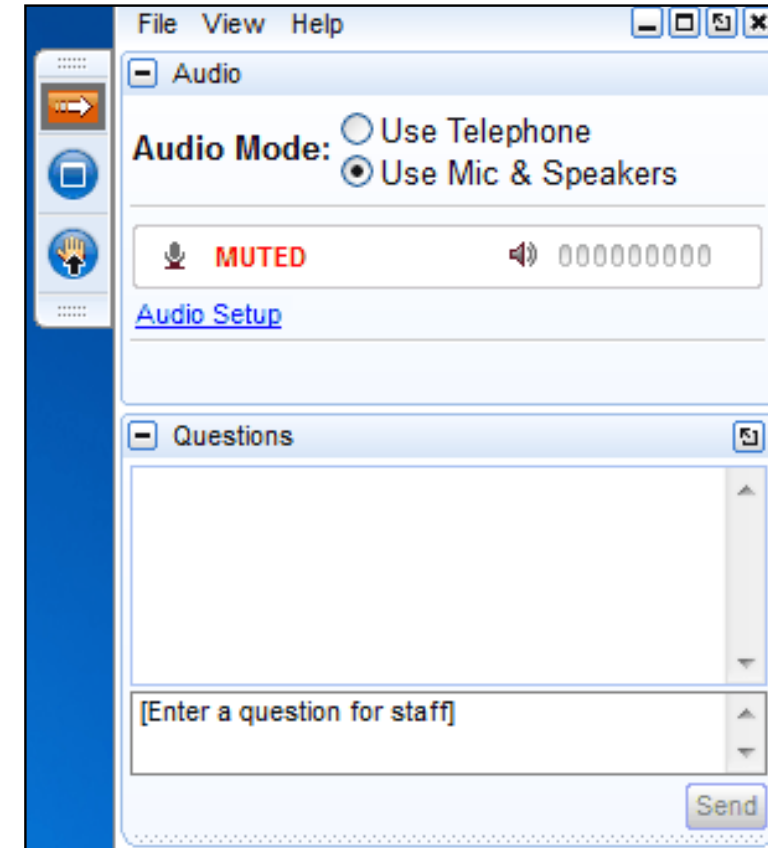 File View Help
Audio
Audio Mode: Use Telephone
Use Mic & Speakers
MUTED 000000000
Audio Setup
Questions
[Enter a question for staff]
Send